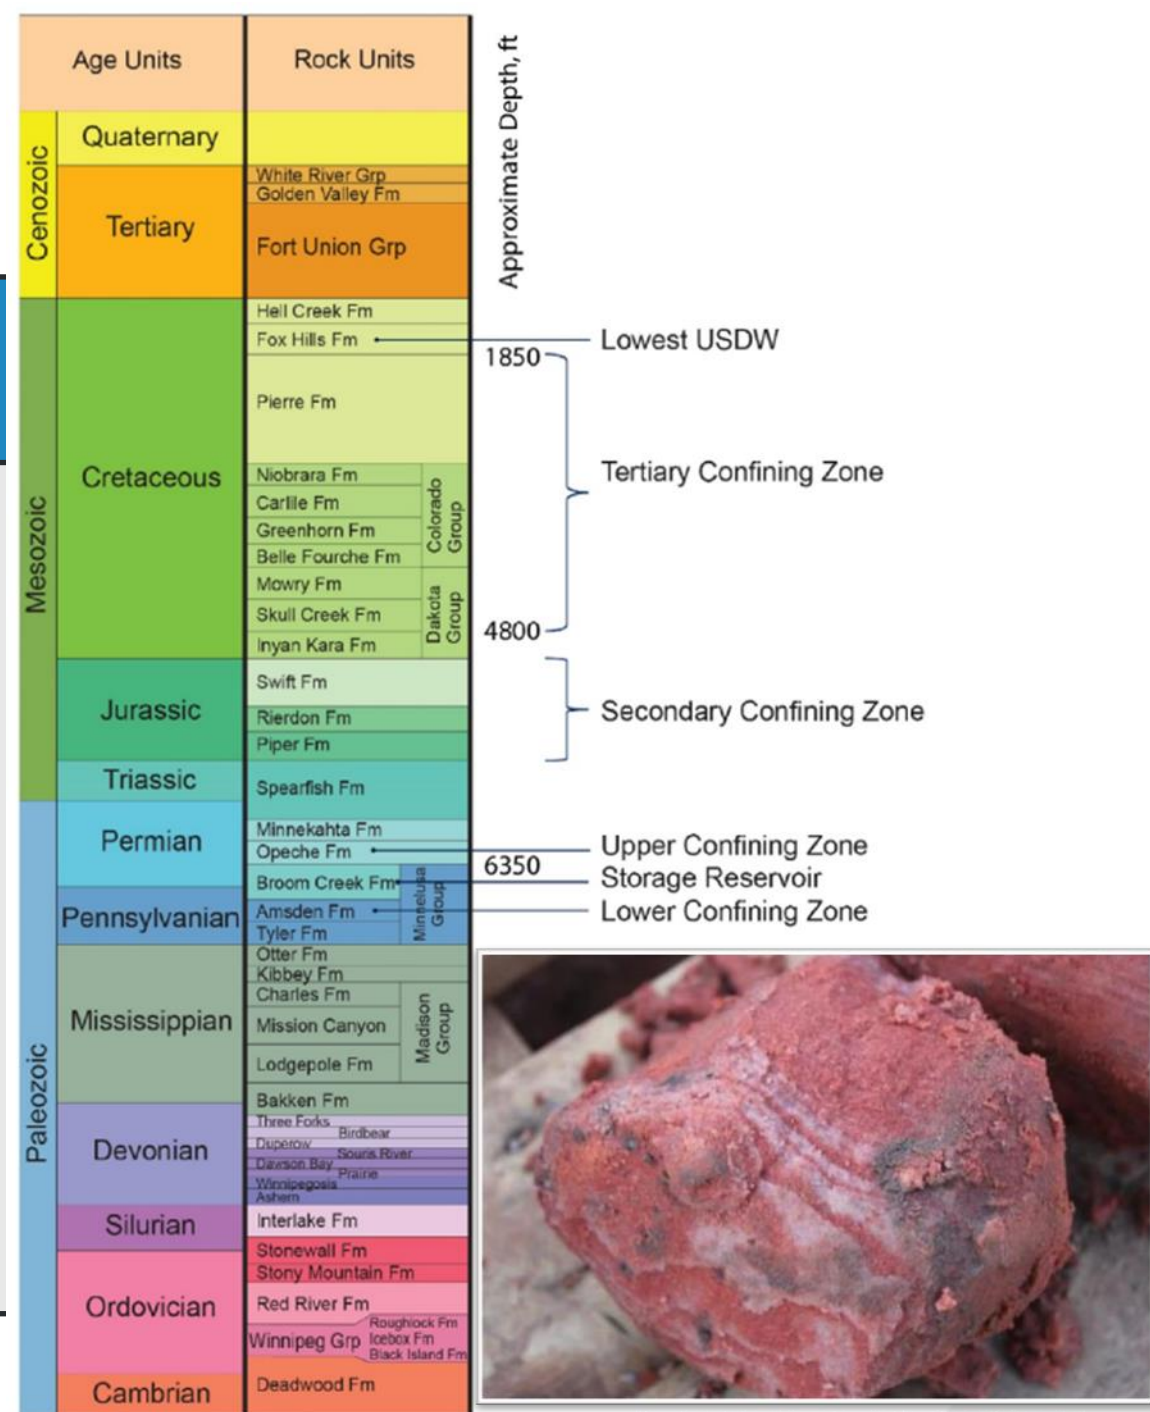 Age Units
Rock Units
Approximate Depth, ft
Cenozoic
Quaternary
Tertiary
White River Grp
Golden Valley Fm
Fort Union Grp
Mesozoic
Cretaceous
Hell Creek Fm
Fox Hills Fm
Lowest USDW
1850
Pierre Fm
Tertiary Confining Zone
Niobrara Fm
Carlile Fm
Greenhorn Fm
Belle Fourche Fm
Colorado
Group
Mowry Fm
Skull Creek Fm
Inyan Kara Fm
Dakota
Group
4800
Jurassic
Swift Fm
Rierdon Fm
Piper Fm
Secondary Confining Zone
Triassic
Spearfish Fm
Paleozoic
Permian
Minnekahta Fm
Opeche Fm
Upper Confining Zone
6350
Broom Creek Fm
Storage Reservoir
Minnelusa
Group
Pennsylvanian
Amsden Fm
Lower Confining Zone
Tyler Fm
Mississippian
Otter Fm
Kibbey Fm
Charles Fm
Mission Canyon
Lodgepole Fm
Madison
Group
Bakken Fm
Devonian
Three Forks
Birdbear
Duperow
Souris River
Dawson Bay
Prairie
Winnipegosis
Ashern
Silurian
Interlake Fm
Ordovician
Stonewall Fm
Stony Mountain Fm
Red River Fm
Winnipeg Grp
Roughlock Fm
Icebox Fm
Black Island Fm
Cambrian
Deadwood Fm